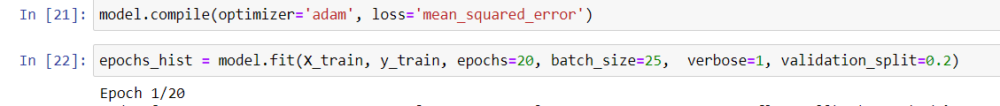 In [21]: model.compile(optimizer='adam', loss='mean_squared_error')
In [22]: epochs_hist = model.fit(X_train, y_train, epochs=20, batch_size=25,  verbose=1, validation_split=0.2)
Epoch 1/20